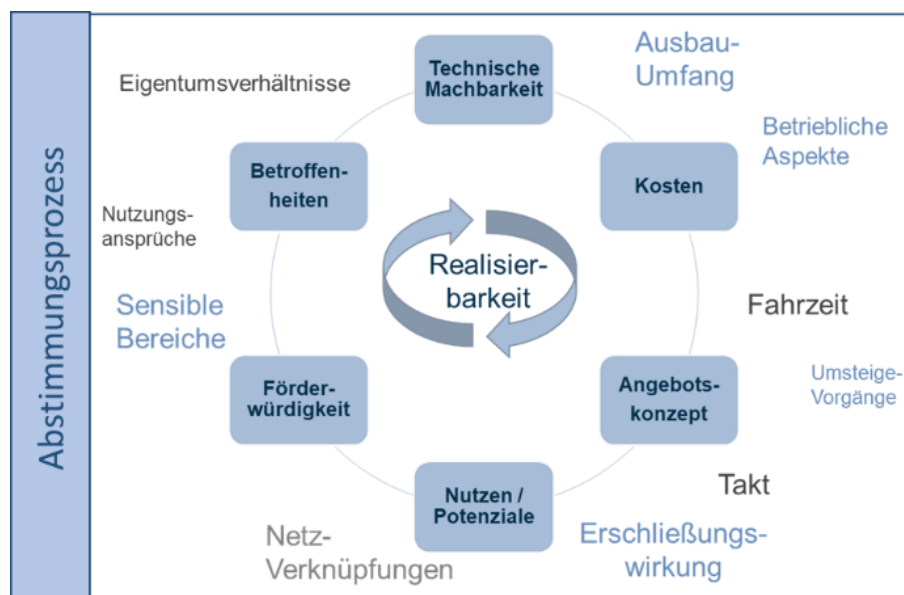 Abstimmungsprozess
Technische
Machbarkeit
Ausbau-
Umfang
Eigentumsverhältnisse
Betriebliche
Aspekte
Betroffen-
heiten
Kosten
Nutzungs-
ansprüche
Realisier-
barkeit
Sensible
Bereiche
Fahrzeit
Förder-
würdigkeit
Angebots-
konzept
Umsteige-
Vorgänge
Takt
Nutzen /
Potenziale
Netz-
Verknüpfungen
Erschließungs-
wirkung